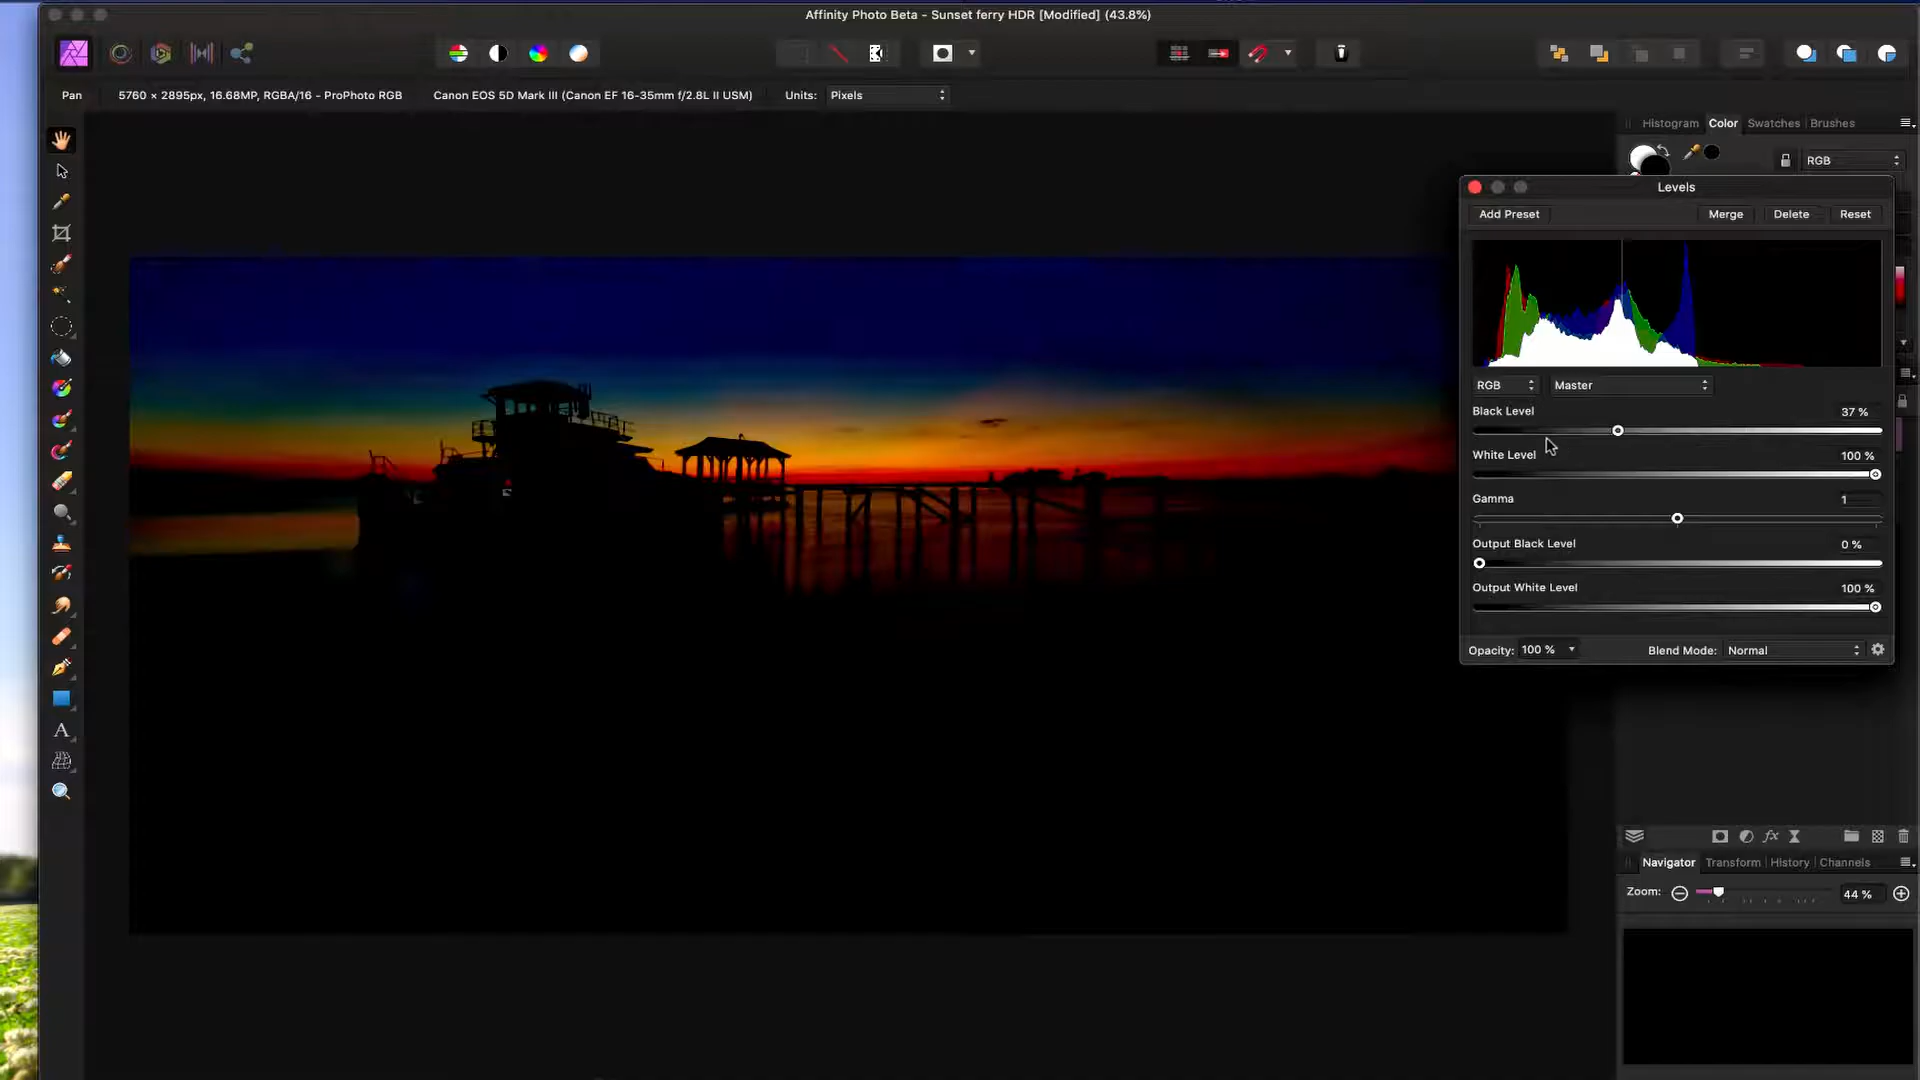 Affinity Photo Beta - Sunset ferry HDR [Modified] (43.8%)
Pan 5760 × 2895px, 16.68MP, RGBA/16 - ProPhoto RGB Canon EOS 5D Mark III (Canon EF 16-35mm f/2.8L II USM) Units: Pixels
Histogram Color Swatches Brushes
RGB
Levels
Add Preset Merge Delete Reset
RGB Master
Black Level 37 %
White Level 100 %
Gamma 1
Output Black Level 0 %
Output White Level 100 %
Opacity: 100 % Blend Mode: Normal
A
fx
Navigator Transform History Channels
Zoom: 44 %